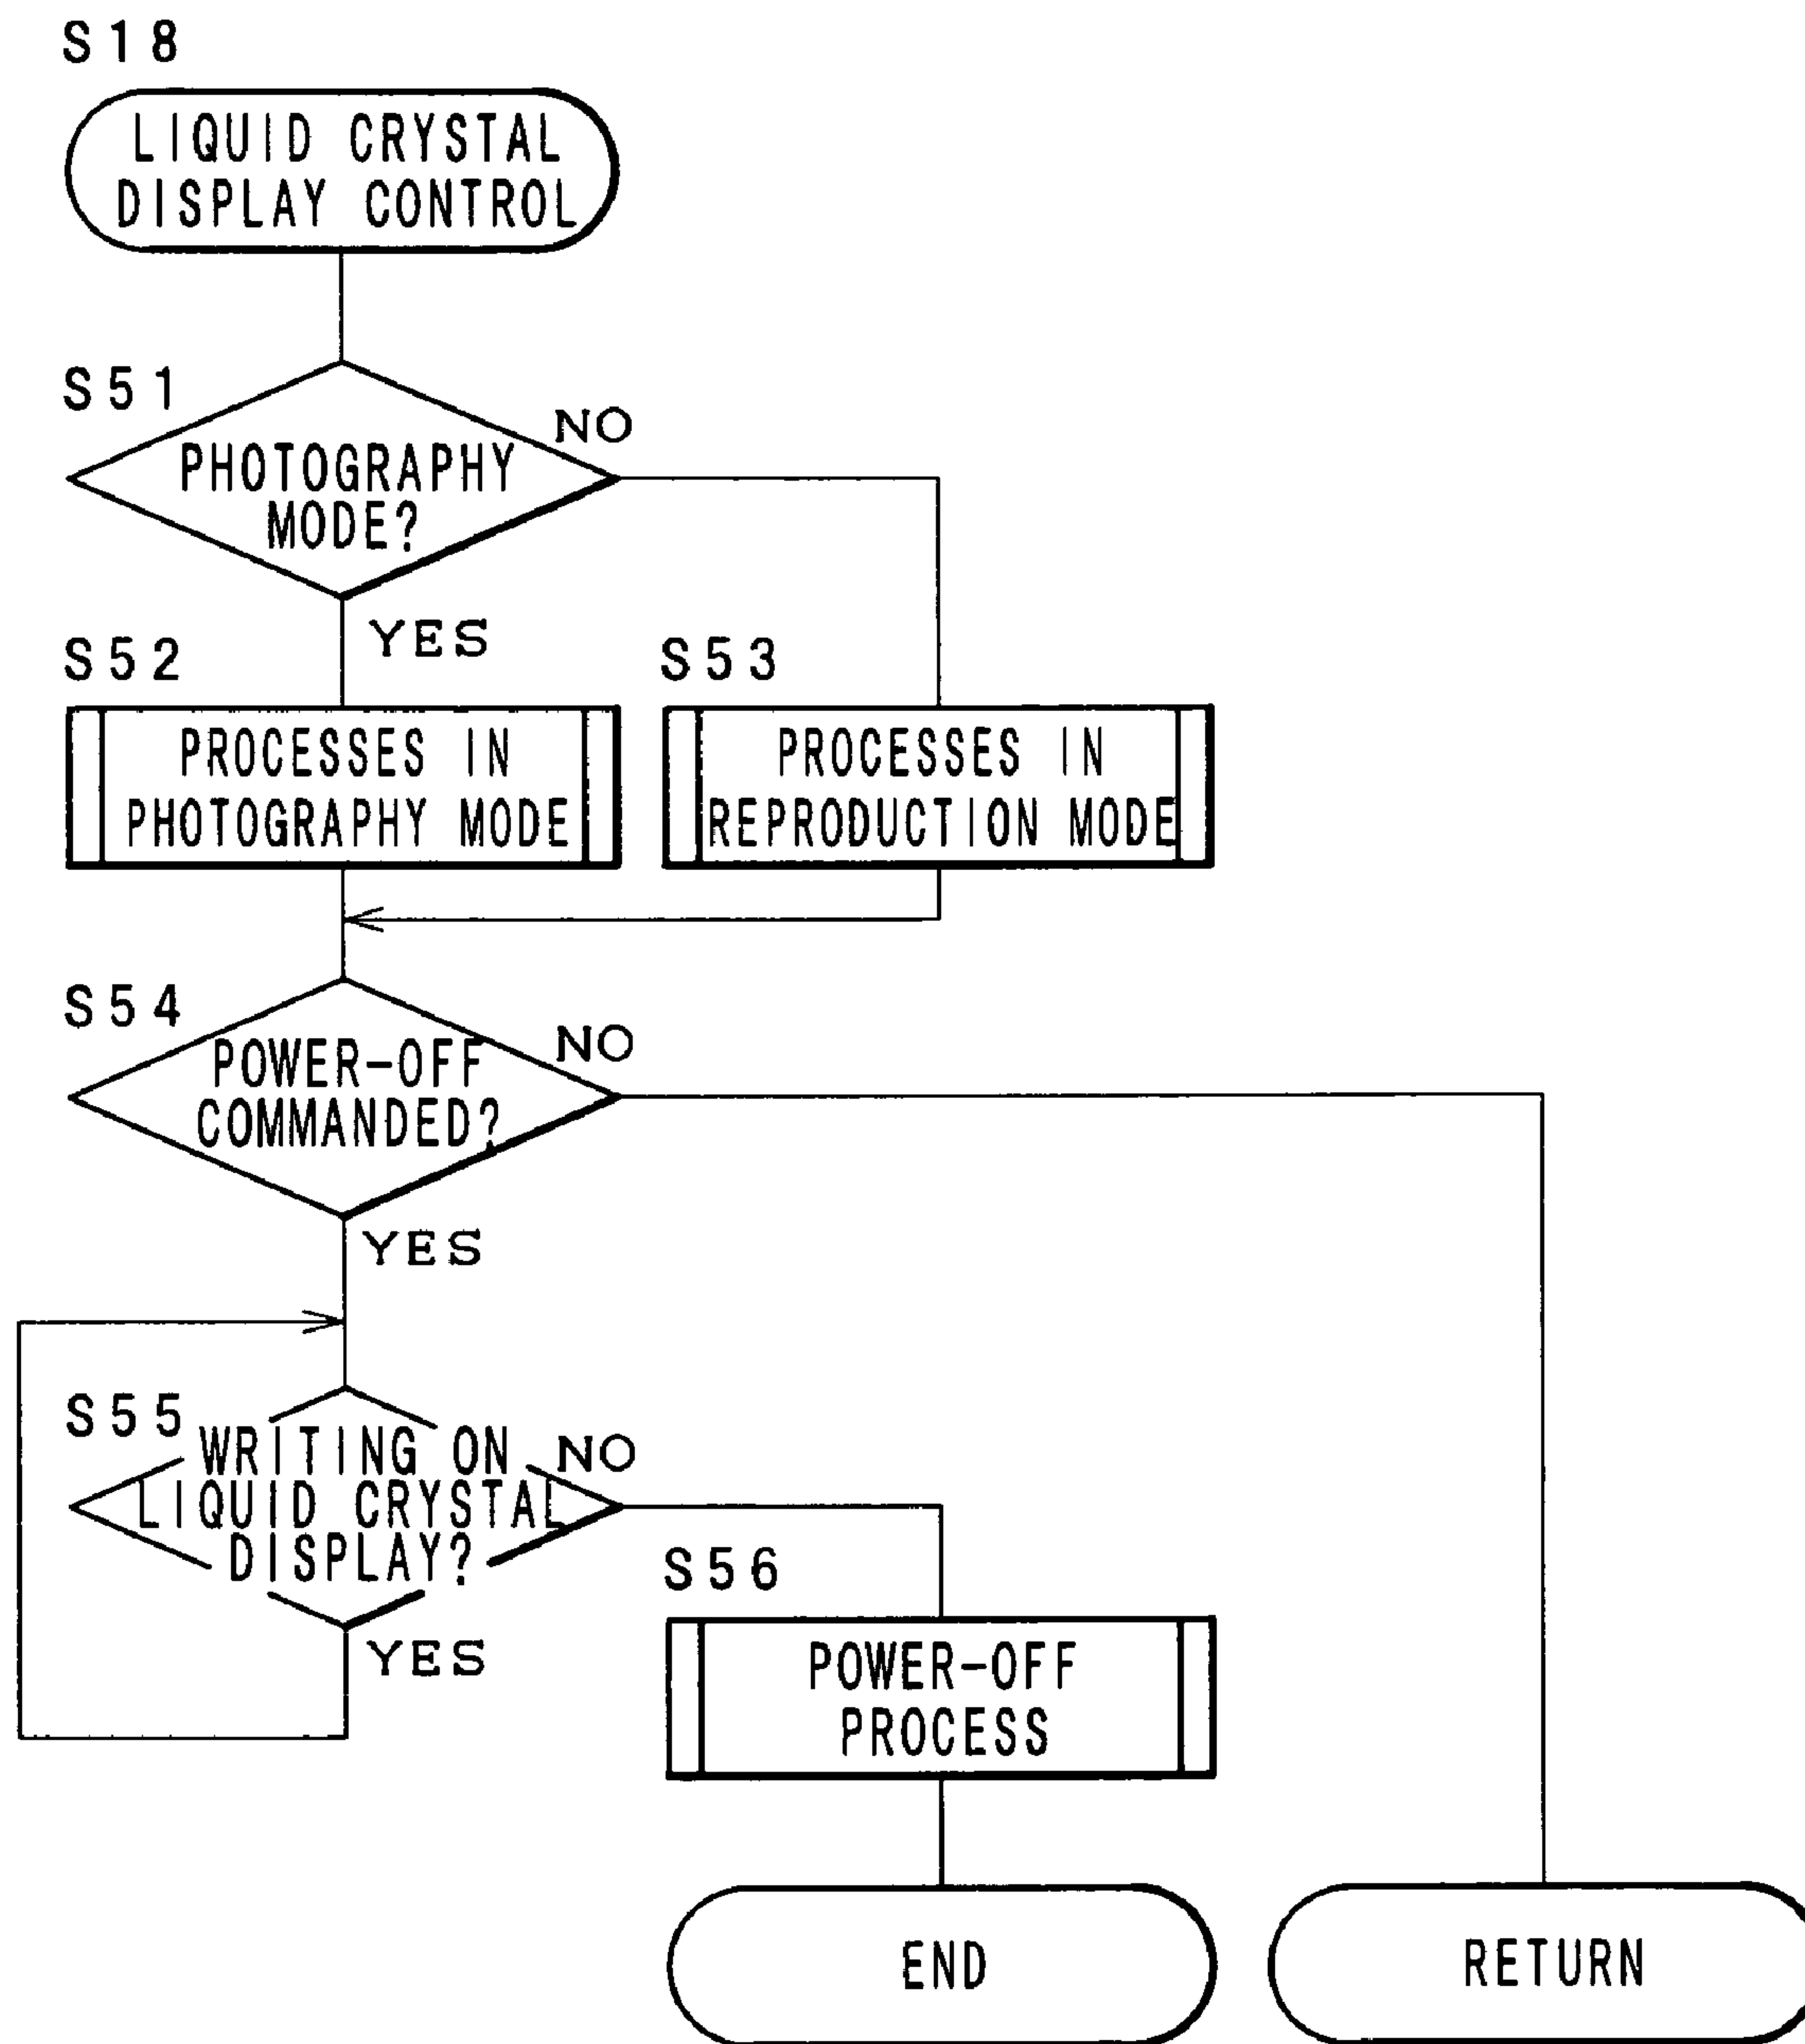 S18
LIQUID CRYSTAL
DISPLAY CONTROL
S51
NO
PHOTOGRAPHY
MODE?
YES
S52
S53
PROCESSES IN
PHOTOGRAPHY MODE
PROCESSES IN
REPRODUCTION MODE
S54
NO
POWER-OFF
COMMANDED?
YES
S55
WRITING ON
LIQUID CRYSTAL
DISPLAY?
NO
YES
S56
POWER-OFF
PROCESS
END
RETURN